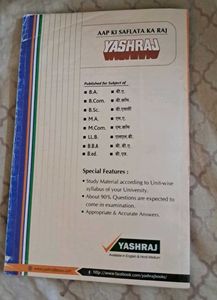 AAP KI SAFLATA KA RAJ
YASHRAJ
Published for Subject of
• B.A. • बी.ए.
• B.Com. • बी.कॉम
• B.Sc. • बी.एससी
• M.A. • एम.ए.
• M.Com. • एम.कॉम
• LL.B. • एलएल.बी.
• B.B.A • बी.बी.ए.
• B.ed. • बी.एड.
Special Features :
• Study Material according to Unit-wise
syllabus of your University.
• About 90% Questions are expected to
come in examination.
• Appropriate & Accurate Answers.
YASHRAJ
Available in English & Hindi Medium
http://www.facebook.com/yashrajbooks/